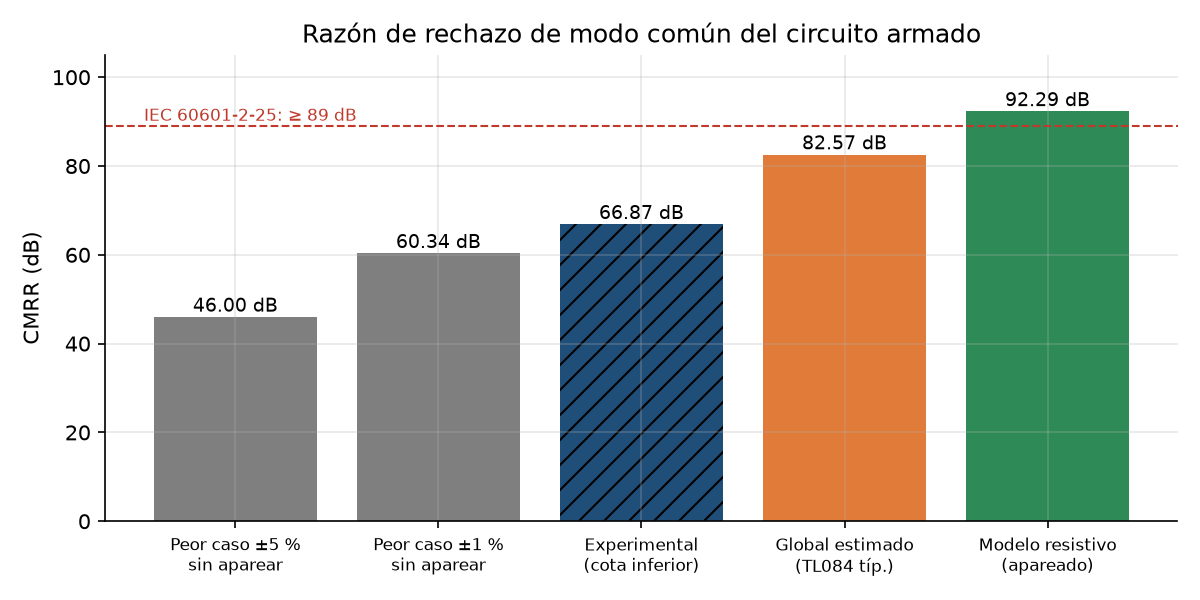 Razón de rechazo de modo común del circuito armado
CMRR (dB)
100
80
60
40
20
0
IEC 60601-2-25: ≥ 89 dB
46.00 dB
60.34 dB
66.87 dB
82.57 dB
92.29 dB
Peor caso ±5 %
sin aparear
Peor caso ±1 %
sin aparear
Experimental
(cota inferior)
Global estimado
(TL084 típ.)
Modelo resistivo
(apareado)